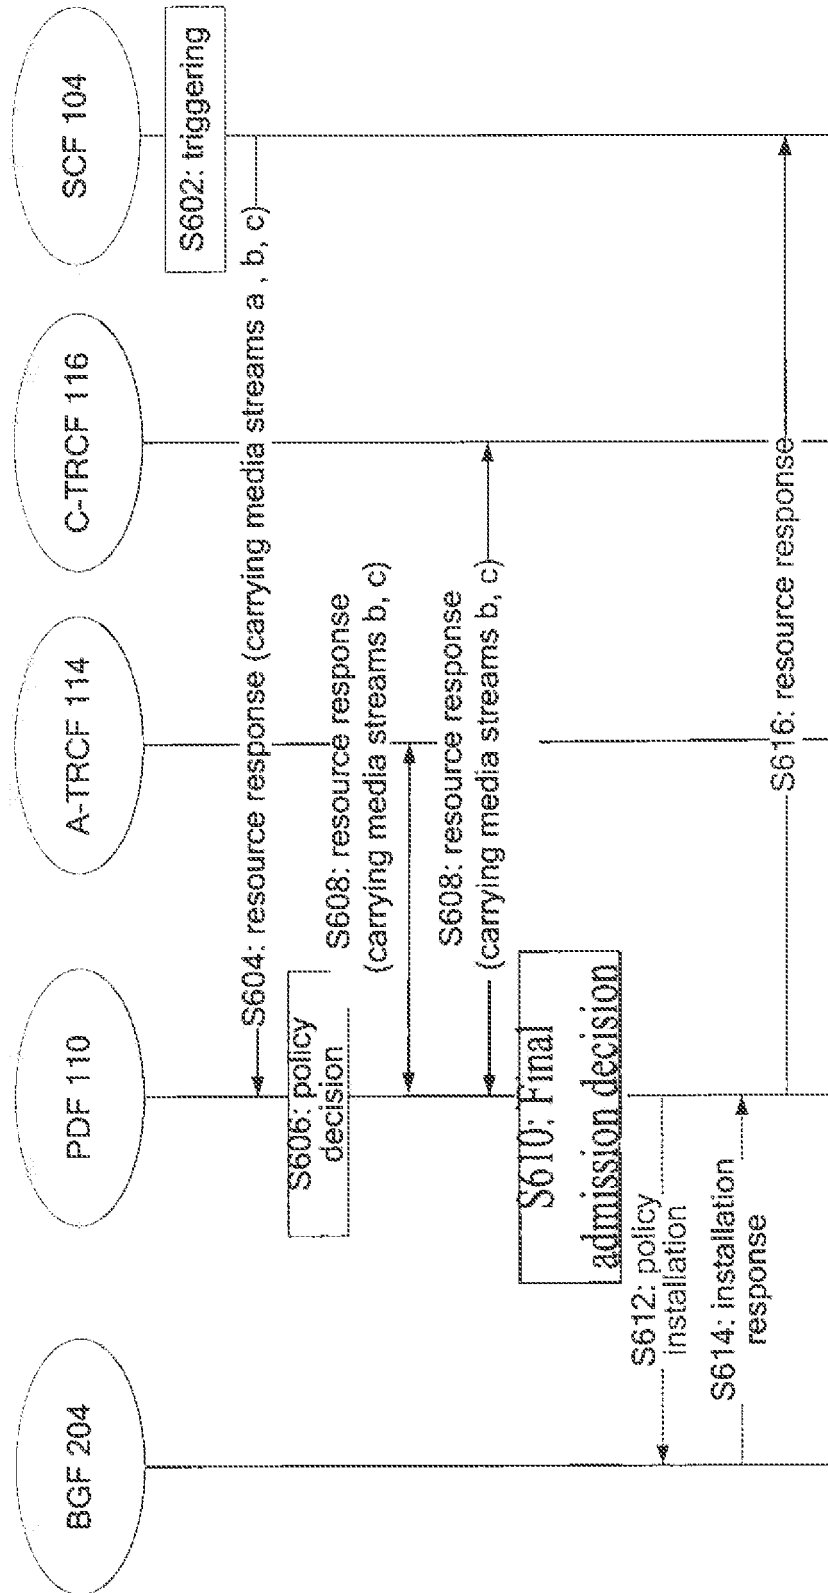 BGF 204
PDF 110
A-TRCF 114
C-TRCF 116
SCF 104
S602: triggering
S604: resource response (carrying media streams a , b, c)
S606: policy
decision
S608: resource response
(carrying media streams b, c)
S608: resource response
(carrying media streams b, c)
S610: Final
admission decision
S612: policy
installation
S614: installation
response
S616: resource response